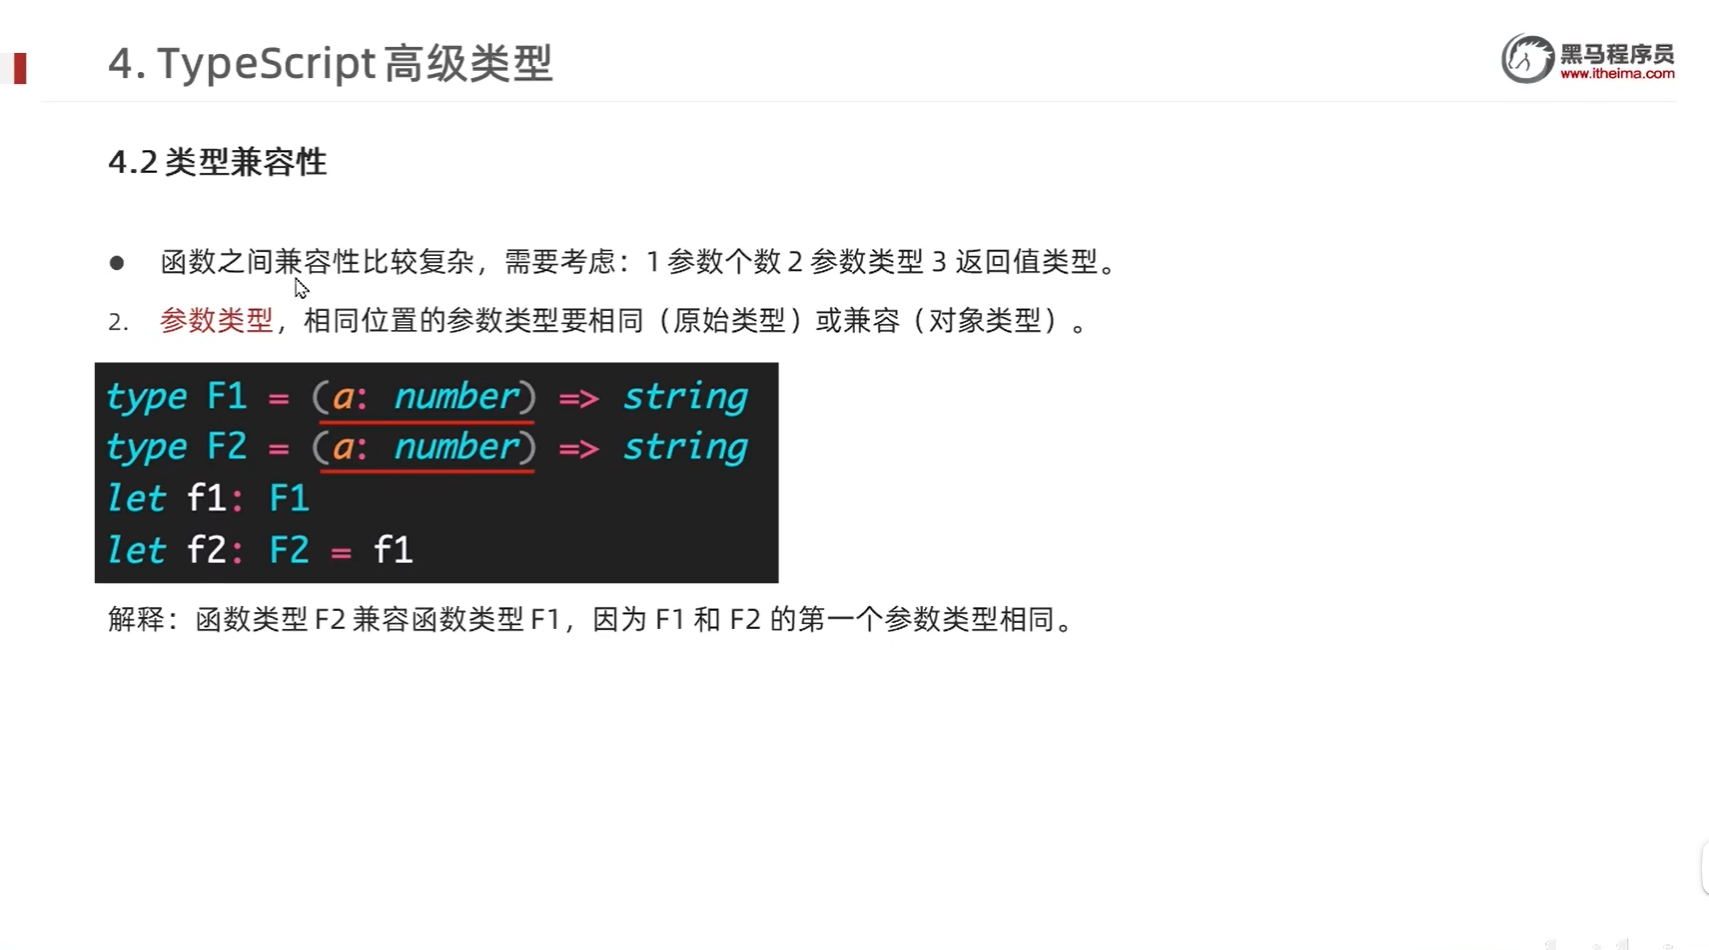 4. TypeScript 高级类型
黑马程序员
www.itheima.com
4.2 类型兼容性
● 函数之间兼容性比较复杂，需要考虑：1 参数个数 2 参数类型 3 返回值类型。
2. 参数类型，相同位置的参数类型要相同（原始类型）或兼容（对象类型）。
type F1 = (a: number) => string
type F2 = (a: number) => string
let f1: F1
let f2: F2 = f1
解释：函数类型 F2 兼容函数类型 F1，因为 F1 和 F2 的第一个参数类型相同。